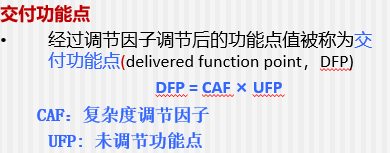 交付功能点
• 经过调节因子调节后的功能点值被称为交
付功能点(delivered function point，DFP)
DFP = CAF × UFP
CAF：复杂度调节因子
UFP: 未调节功能点